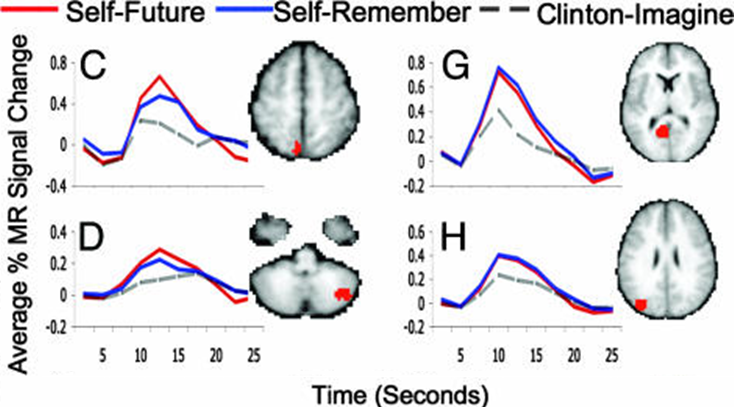 Self-Future Self-Remember Clinton-Imagine
Average % MR Signal Change
C
0.8
0.4
0
-0.4
G
0.8
0.6
0.4
0.2
0
-0.2
D
0.4
0.2
0
-0.2
5 10 15 20 25
H
0.6
0.4
0.2
0
-0.2
5 10 15 20 25
Time (Seconds)